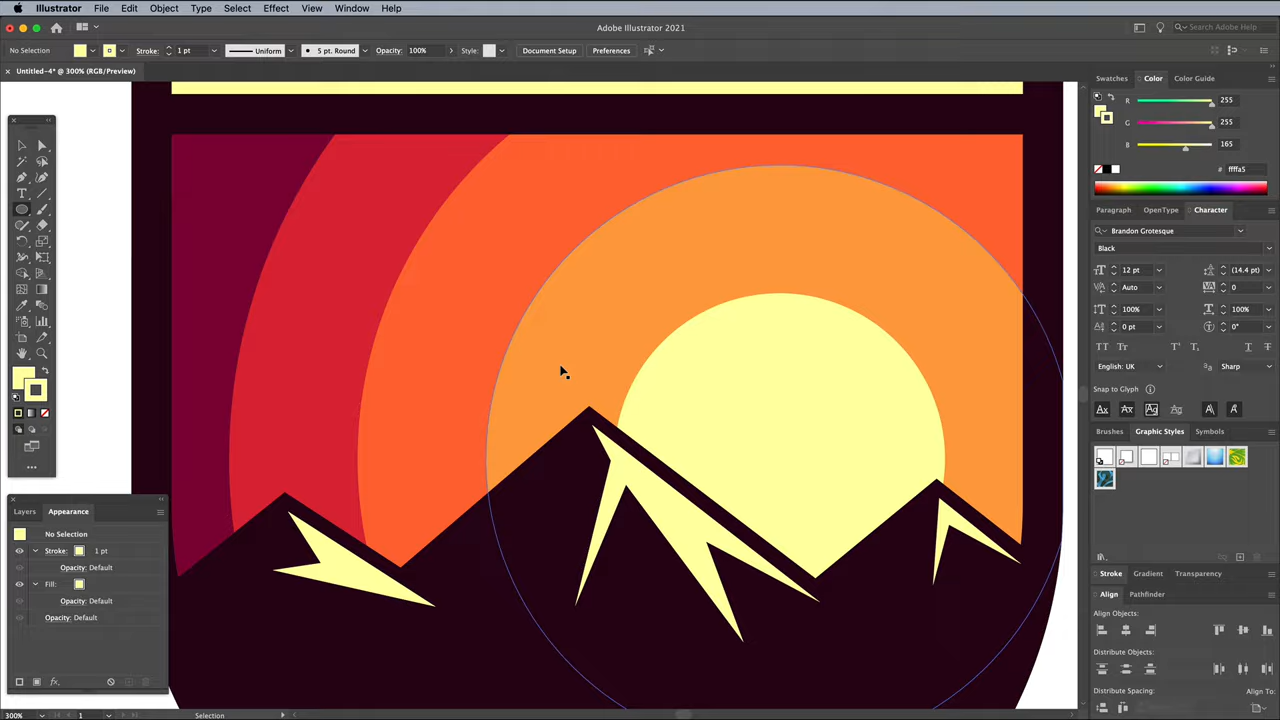 Illustrator File Edit Object Type Select Effect View Window Help
Adobe Illustrator 2021
Search Adobe Help
No Selection Stroke: 1 pt Uniform 5 pt. Round Opacity: 100% Style: Document Setup Preferences
Untitled-4* @ 300% (RGB/Preview)
Swatches Color Color Guide
R 255
G 255
B 165
# ffffa5
Paragraph OpenType Character
Brandon Grotesque
Black
12 pt (14.4 pt)
Auto 0
100% 100%
0 pt 0°
English: UK Sharp
Snap to Glyph
Brushes Graphic Styles Symbols
Layers Appearance
No Selection
Stroke: 1 pt
Opacity: Default
Fill:
Opacity: Default
Opacity: Default
Stroke Gradient Transparency
Align Pathfinder
Align Objects:
Distribute Objects:
Distribute Spacing: Align To:
300% 1 Selection